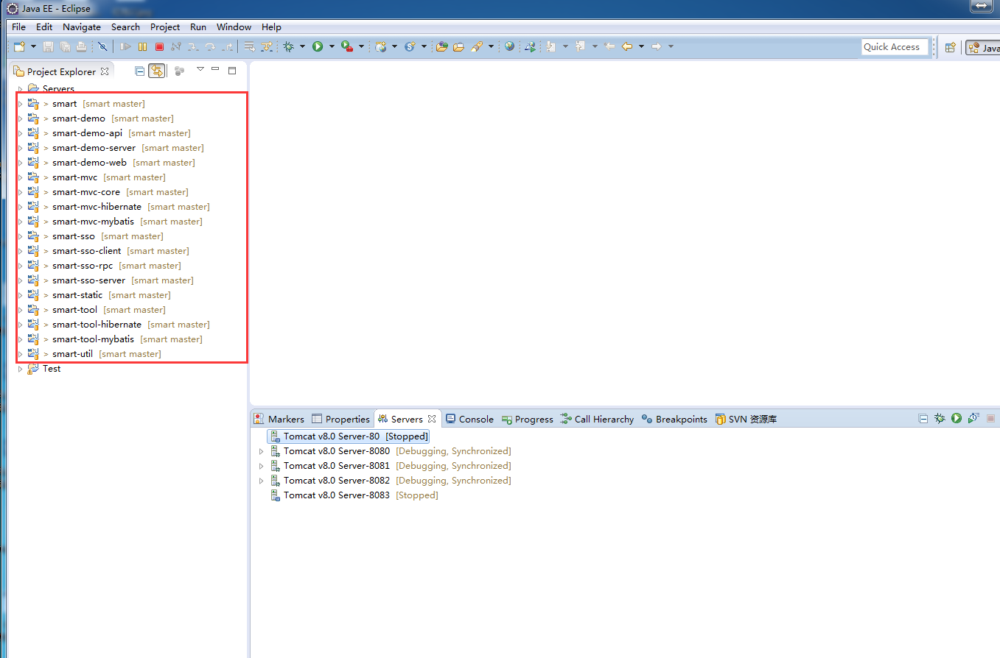 Java EE - Eclipse
File Edit Navigate Search Project Run Window Help
Quick Access
Java
Project Explorer
Servers
> smart [smart master]
> smart-demo [smart master]
> smart-demo-api [smart master]
> smart-demo-server [smart master]
> smart-demo-web [smart master]
> smart-mvc [smart master]
> smart-mvc-core [smart master]
> smart-mvc-hibernate [smart master]
> smart-mvc-mybatis [smart master]
> smart-sso [smart master]
> smart-sso-client [smart master]
> smart-sso-rpc [smart master]
> smart-sso-server [smart master]
> smart-static [smart master]
> smart-tool [smart master]
> smart-tool-hibernate [smart master]
> smart-tool-mybatis [smart master]
> smart-util [smart master]
Test
Markers Properties Servers Console Progress Call Hierarchy Breakpoints SVN 资源库
Tomcat v8.0 Server-80 [Stopped]
Tomcat v8.0 Server-8080 [Debugging, Synchronized]
Tomcat v8.0 Server-8081 [Debugging, Synchronized]
Tomcat v8.0 Server-8082 [Debugging, Synchronized]
Tomcat v8.0 Server-8083 [Stopped]